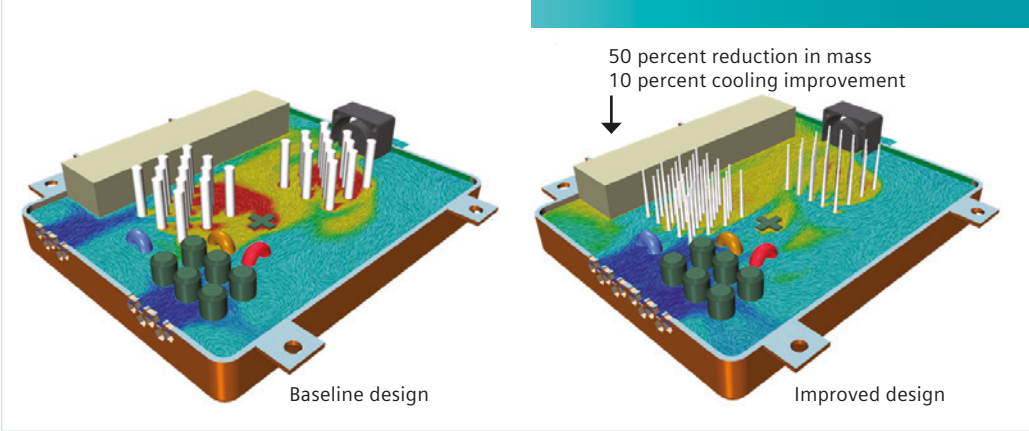 50 percent reduction in mass
10 percent cooling improvement
Baseline design
Improved design